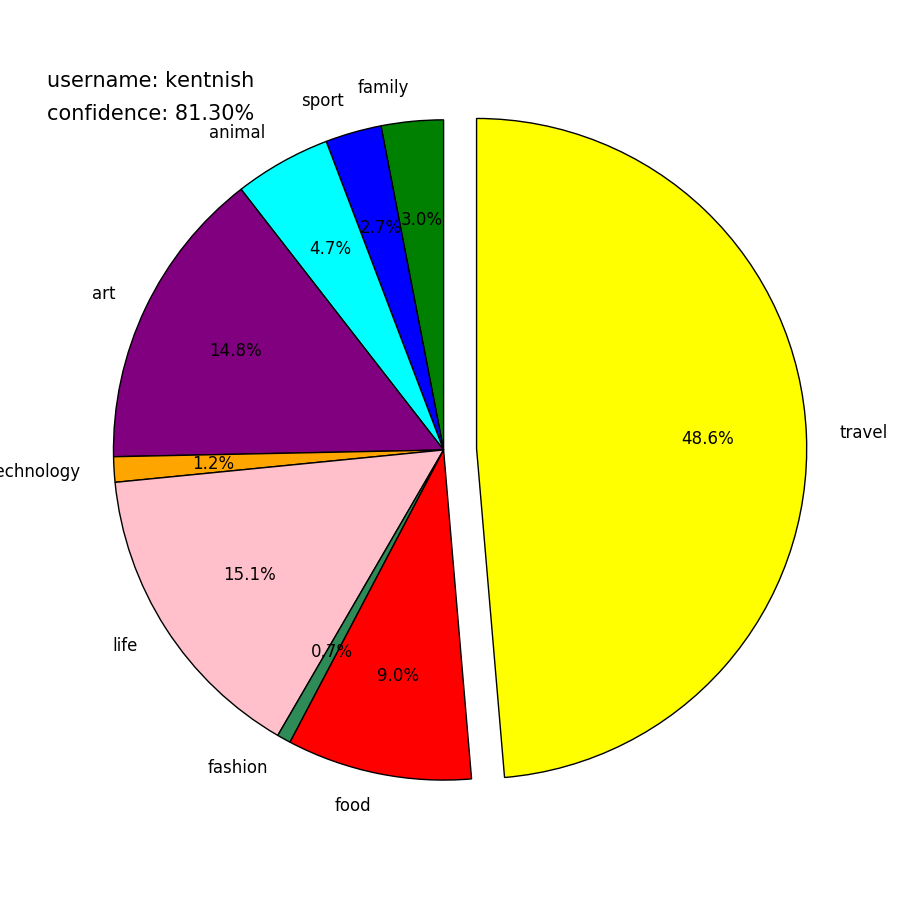 username: kentnish
confidence: 81.30%
family
sport
animal
3.0%
2.7%
4.7%
art
14.8%
travel
48.6%
1.2%
echnology
15.1%
life
0.7%
9.0%
fashion
food